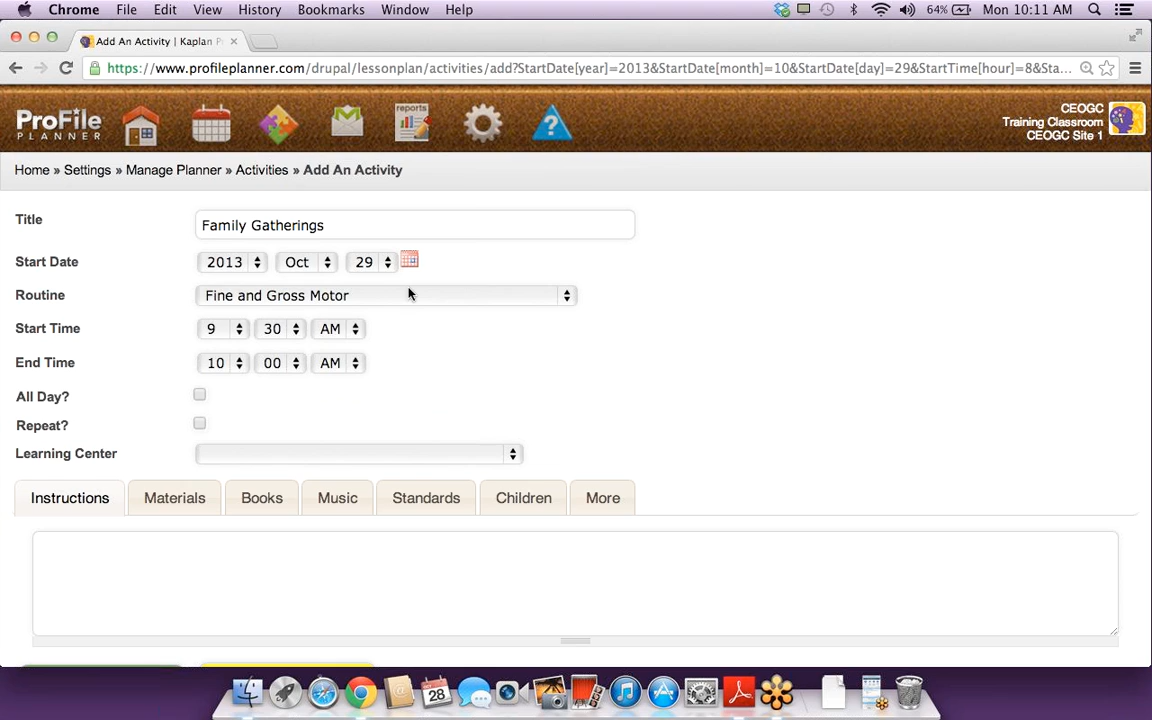 Chrome File Edit View History Bookmarks Window Help 64% Mon 10:11 AM
Add An Activity | Kaplan P
https://www.profileplanner.com/drupal/lessonplan/activities/add?StartDate[year]=2013&StartDate[month]=10&StartDate[day]=29&StartTime[hour]=8&Sta...
ProFile
PLANNER
reports
?
CEOGC
Training Classroom
CEOGC Site 1
Home » Settings » Manage Planner » Activities » Add An Activity
Title Family Gatherings
Start Date 2013 Oct 29
Routine Fine and Gross Motor
Start Time 9 30 AM
End Time 10 00 AM
All Day?
Repeat?
Learning Center
Instructions Materials Books Music Standards Children More
28